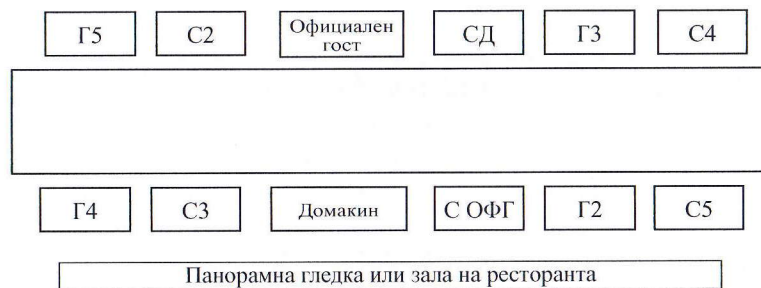 Г5 С2 Официален гост СД Г3 С4
Г4 С3 Домакин С ОФГ Г2 С5
Панорамна гледка или зала на ресторанта